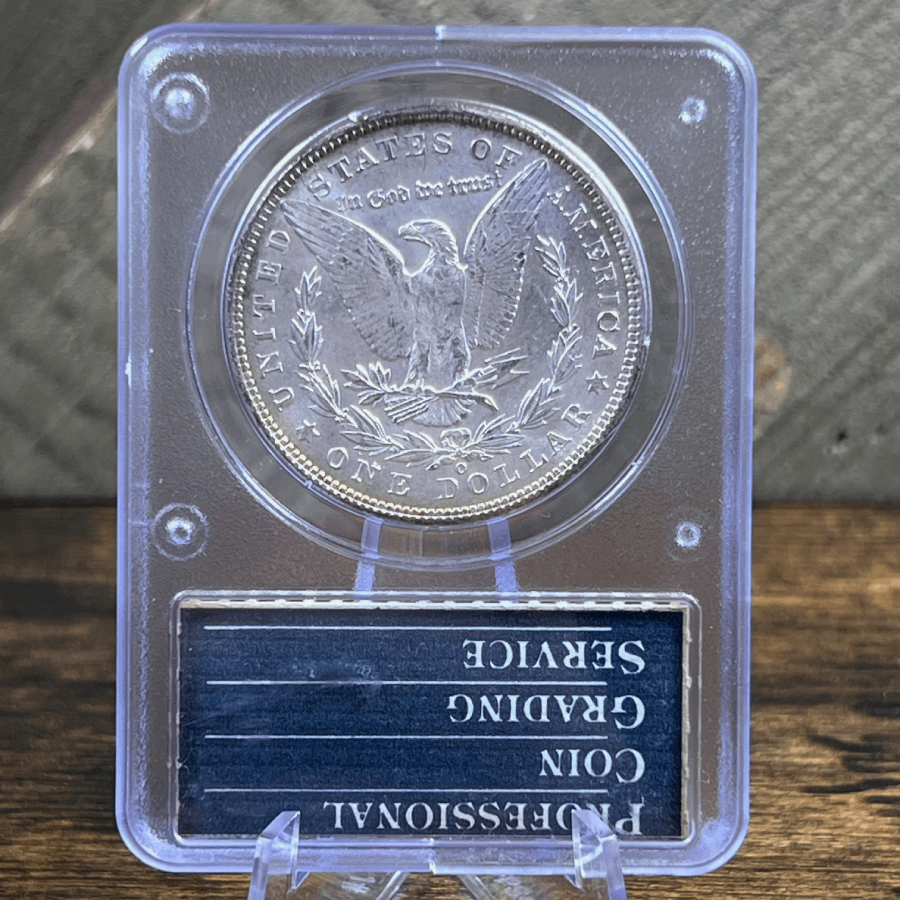 UNITED STATES OF AMERICA
In God we trust
ONE DOLLAR
O
PROFESSIONAL
COIN
GRADING
SERVICE